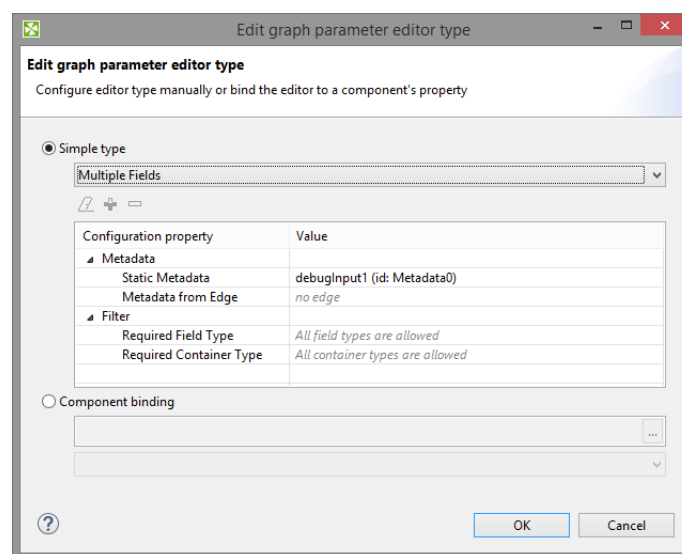 Edit graph parameter editor type
Edit graph parameter editor type
Configure editor type manually or bind the editor to a component's property
Simple type
Multiple Fields
Configuration property Value
Metadata
Static Metadata debugInput1 (id: Metadata0)
Metadata from Edge no edge
Filter
Required Field Type All field types are allowed
Required Container Type All container types are allowed
Component binding
...
? OK Cancel